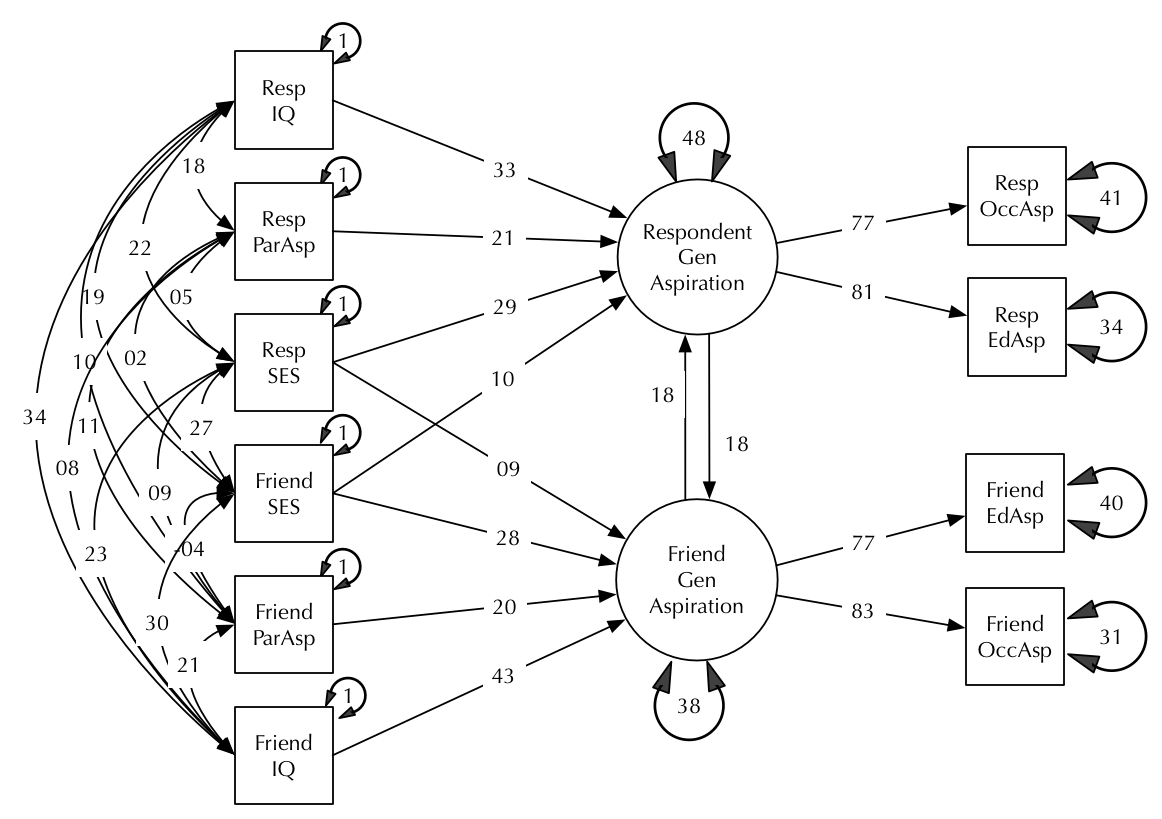 1
Resp
IQ
18
33
48
1
Resp
ParAsp
21
Respondent
Gen
Aspiration
77
81
Resp
OccAsp
41
Resp
EdAsp
34
22
19
05
1
Resp
SES
29
10
02
10
34
11
27
08
1
Friend
SES
09
28
18
18
09
-04
23
1
Friend
ParAsp
20
Friend
Gen
Aspiration
77
83
Friend
EdAsp
40
Friend
OccAsp
31
30
21
43
38
1
Friend
IQ